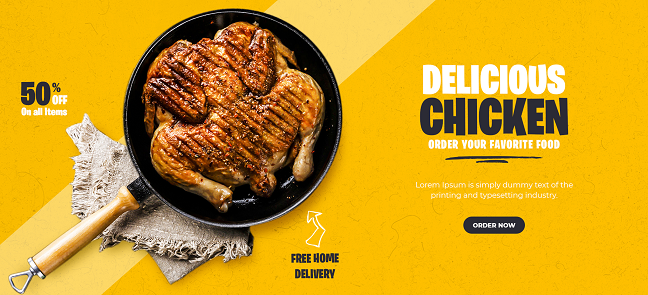 50% OFF
On all Items
DELICIOUS
CHICKEN
ORDER YOUR FAVORITE FOOD
Lorem Ipsum is simply dummy text of the
printing and typesetting industry.
ORDER NOW
FREE HOME
DELIVERY